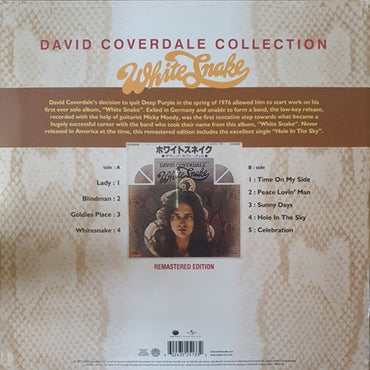 DAVID COVERDALE COLLECTION
White Snake
David Coverdale's decision to quit Deep Purple in the spring of 1976 allowed him to start work on his
first ever solo album, "White Snake". Exiled in Germany and unable to form a band, the low-key release,
recorded with the help of guitarist Micky Moody, was the first tentative step towards what became a
hugely successful career with the band who took their name from this album, "White Snake". Never
released in America at the time, this remastered edition includes the excellent single "Hole In The Sky".
side : A
Lady : 1
Blindman : 2
Goldies Place : 3
Whitesnake : 4
ホワイトスネイク
DAVID COVERDALE
WHITE SNAKE
REMASTERED EDITION
B : side
1 : Time On My Side
2 : Peace Lovin' Man
3 : Sunny Days
4 : Hole In The Sky
5 : Celebration